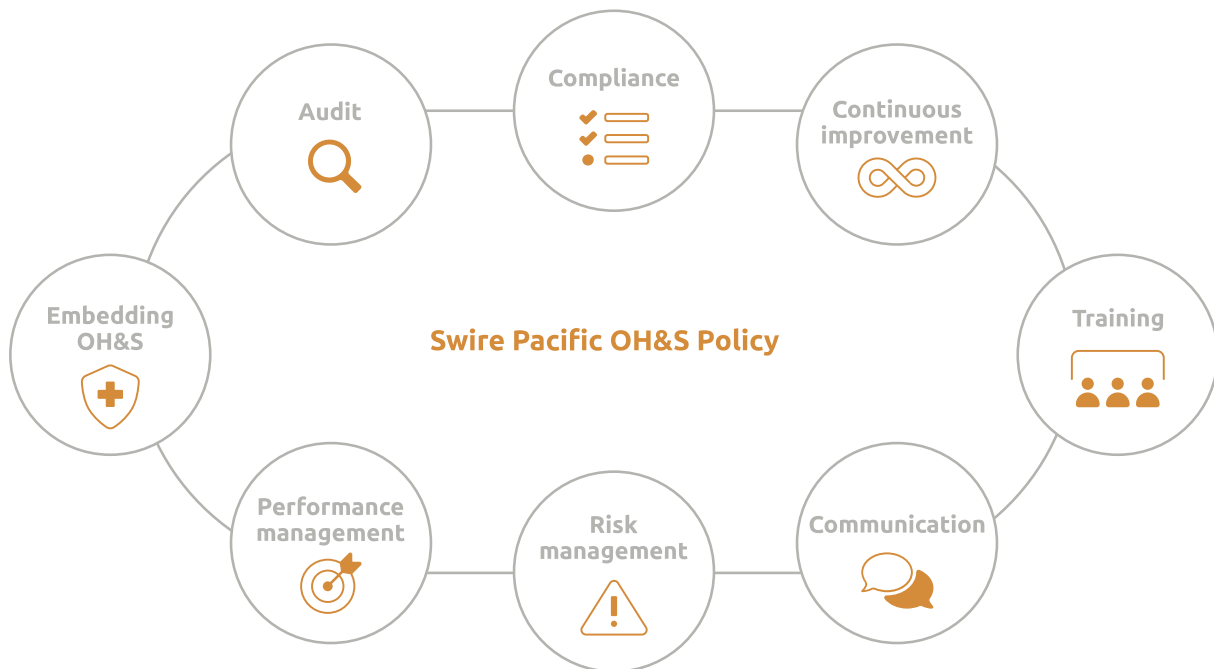 Compliance
Audit
Continuous
improvement
Embedding
OH&S
Training
Swire Pacific OH&S Policy
Performance
management
Risk
management
Communication